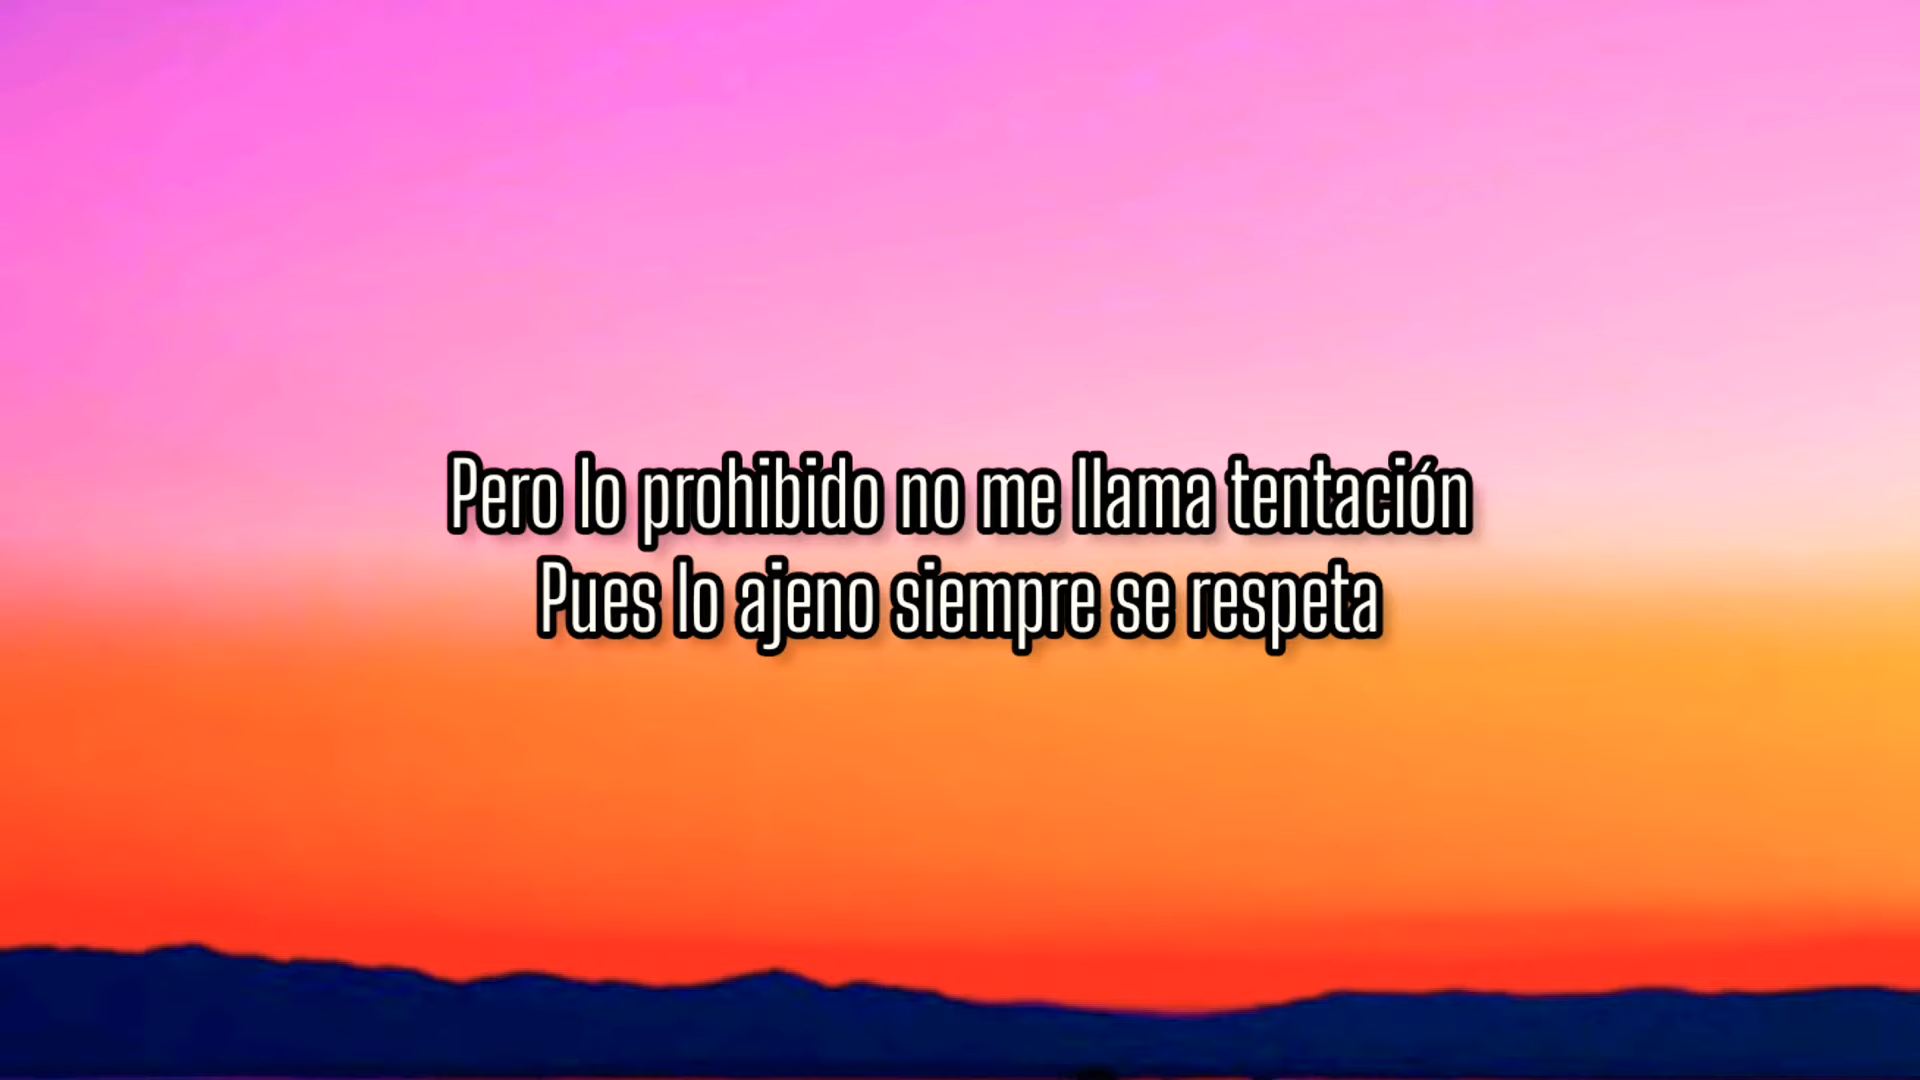 Pero lo prohibido no me llama tentación
Pues lo ajeno siempre se respeta